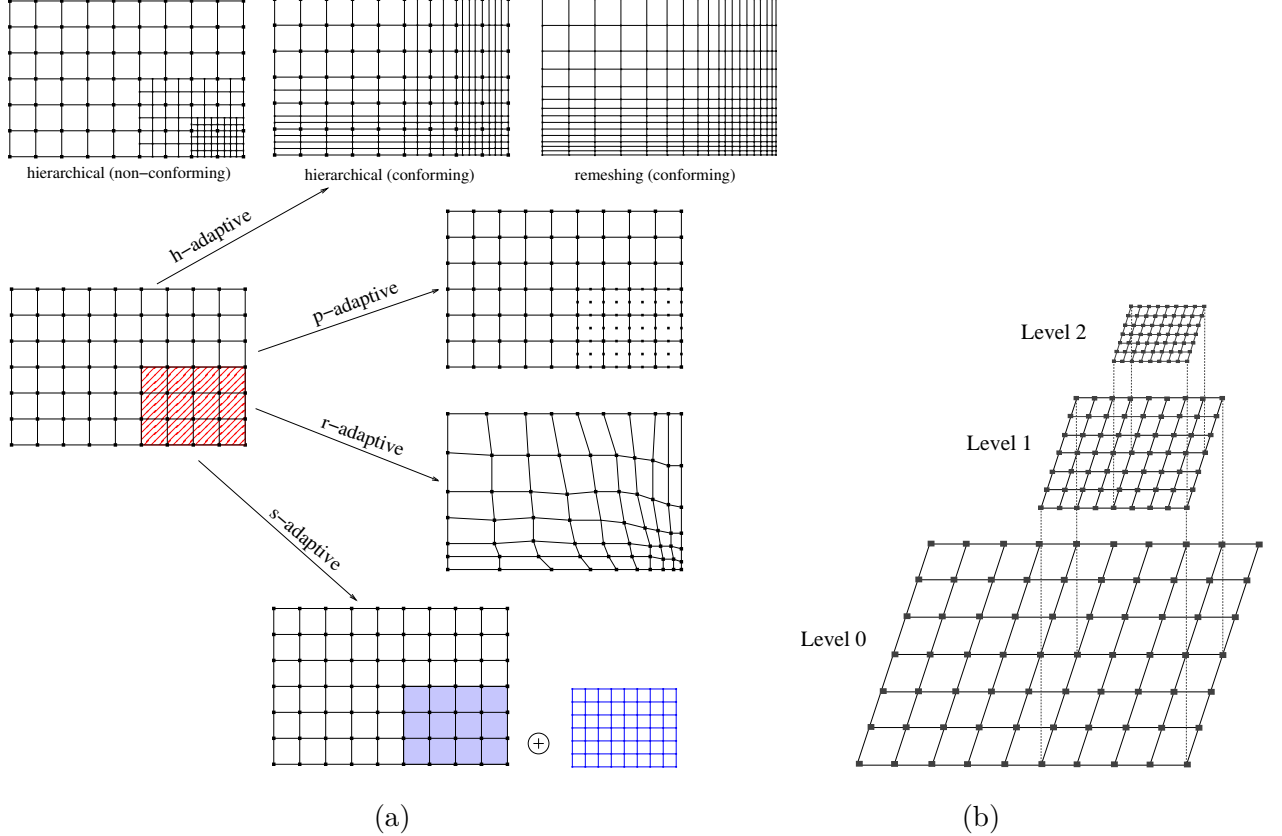 hierarchical (non−conforming)
hierarchical (conforming)
remeshing (conforming)
h−adaptive
p−adaptive
r−adaptive
s−adaptive
Level 2
Level 1
Level 0
(a)
(b)